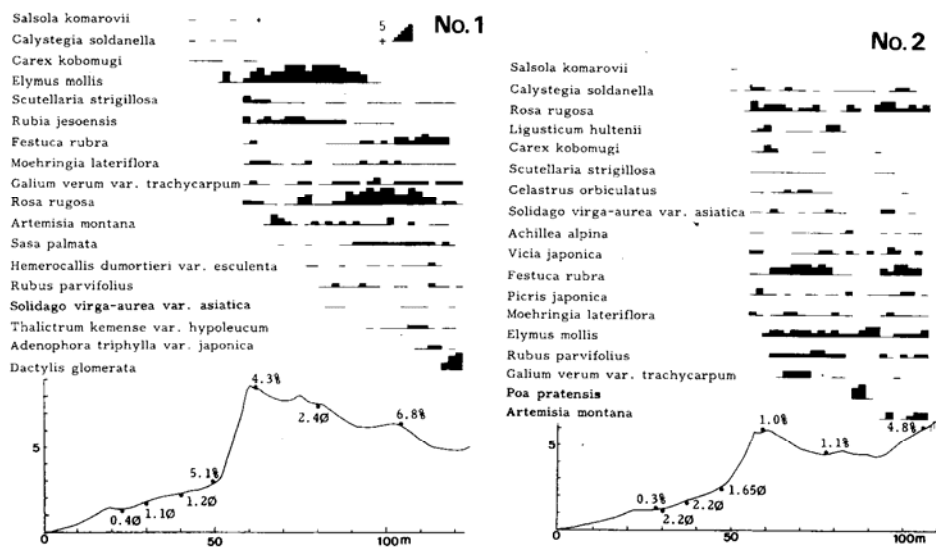 No.1
5
+
Salsola komarovii
Calystegia soldanella
Carex kobomugi
Elymus mollis
Scutellaria strigillosa
Rubia jesoensis
Festuca rubra
Moehringia lateriflora
Galium verum var. trachycarpum
Rosa rugosa
Artemisia montana
Sasa palmata
Hemerocallis dumortieri var. esculenta
Rubus parvifolius
Solidago virga-aurea var. asiatica
Thalictrum kemense var. hypoleucum
Adenophora triphylla var. japonica
Dactylis glomerata
4.3%
2.4Ø
6.8%
5
5.1%
1.2Ø
1.1Ø
0.4Ø
0 50 100m
No.2
Salsola komarovii
Calystegia soldanella
Rosa rugosa
Ligusticum hultenii
Carex kobomugi
Scutellaria strigillosa
Celastrus orbiculatus
Solidago virga-aurea var. asiatica
Achillea alpina
Vicia japonica
Festuca rubra
Picris japonica
Moehringia lateriflora
Elymus mollis
Rubus parvifolius
Galium verum var. trachycarpum
Poa pratensis
Artemisia montana
1.0%
4.8%
1.1%
5
1.65Ø
0.3%
2.2Ø
2.2Ø
0 50 100m